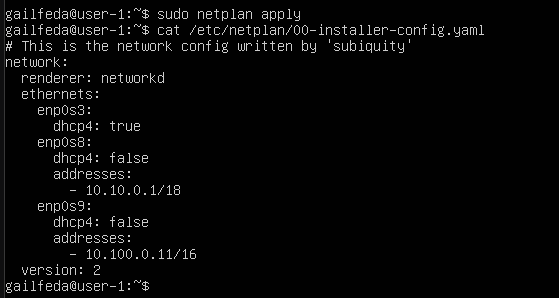 gailfeda@user-1:~$ sudo netplan apply
gailfeda@user-1:~$ cat /etc/netplan/00-installer-config.yaml
# This is the network config written by 'subiquity'
network:
  renderer: networkd
  ethernets:
    enp0s3:
      dhcp4: true
    enp0s8:
      dhcp4: false
      addresses:
        - 10.10.0.1/18
    enp0s9:
      dhcp4: false
      addresses:
        - 10.100.0.11/16
  version: 2
gailfeda@user-1:~$